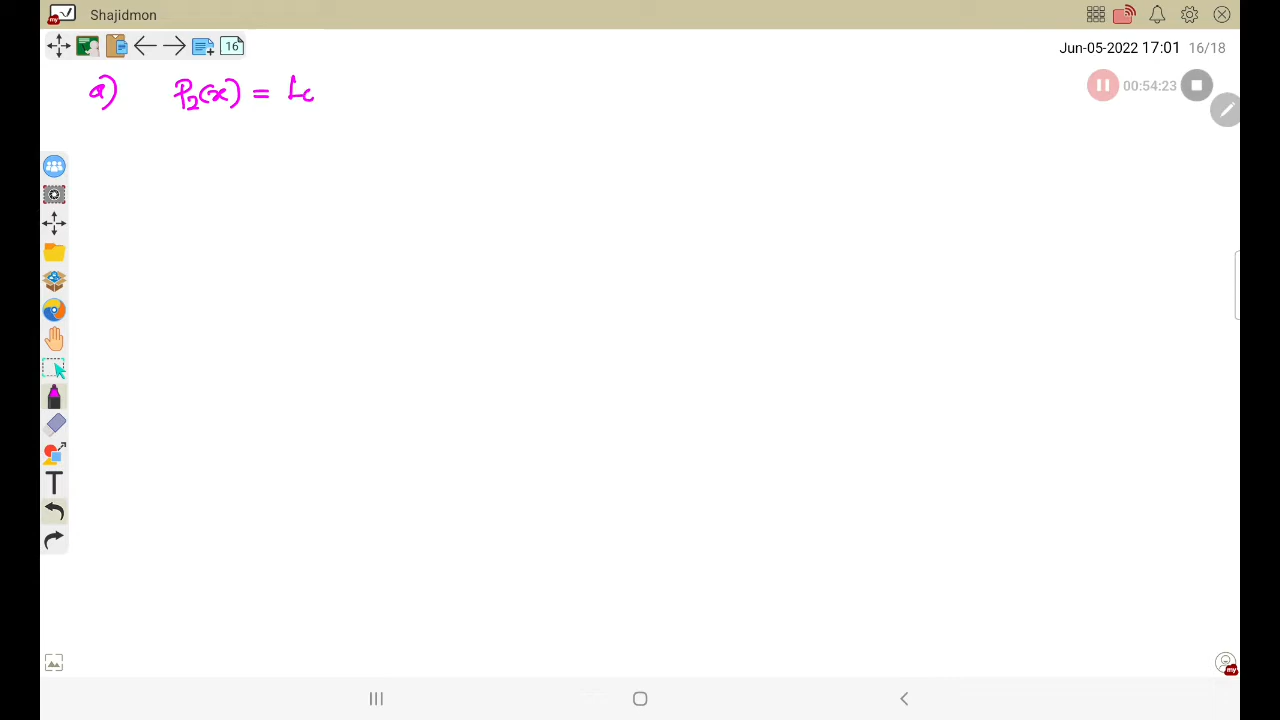 Shajidmon
16
Jun-05-2022 17:01 16/18
a) P₂(x) = L
00:54:23
T